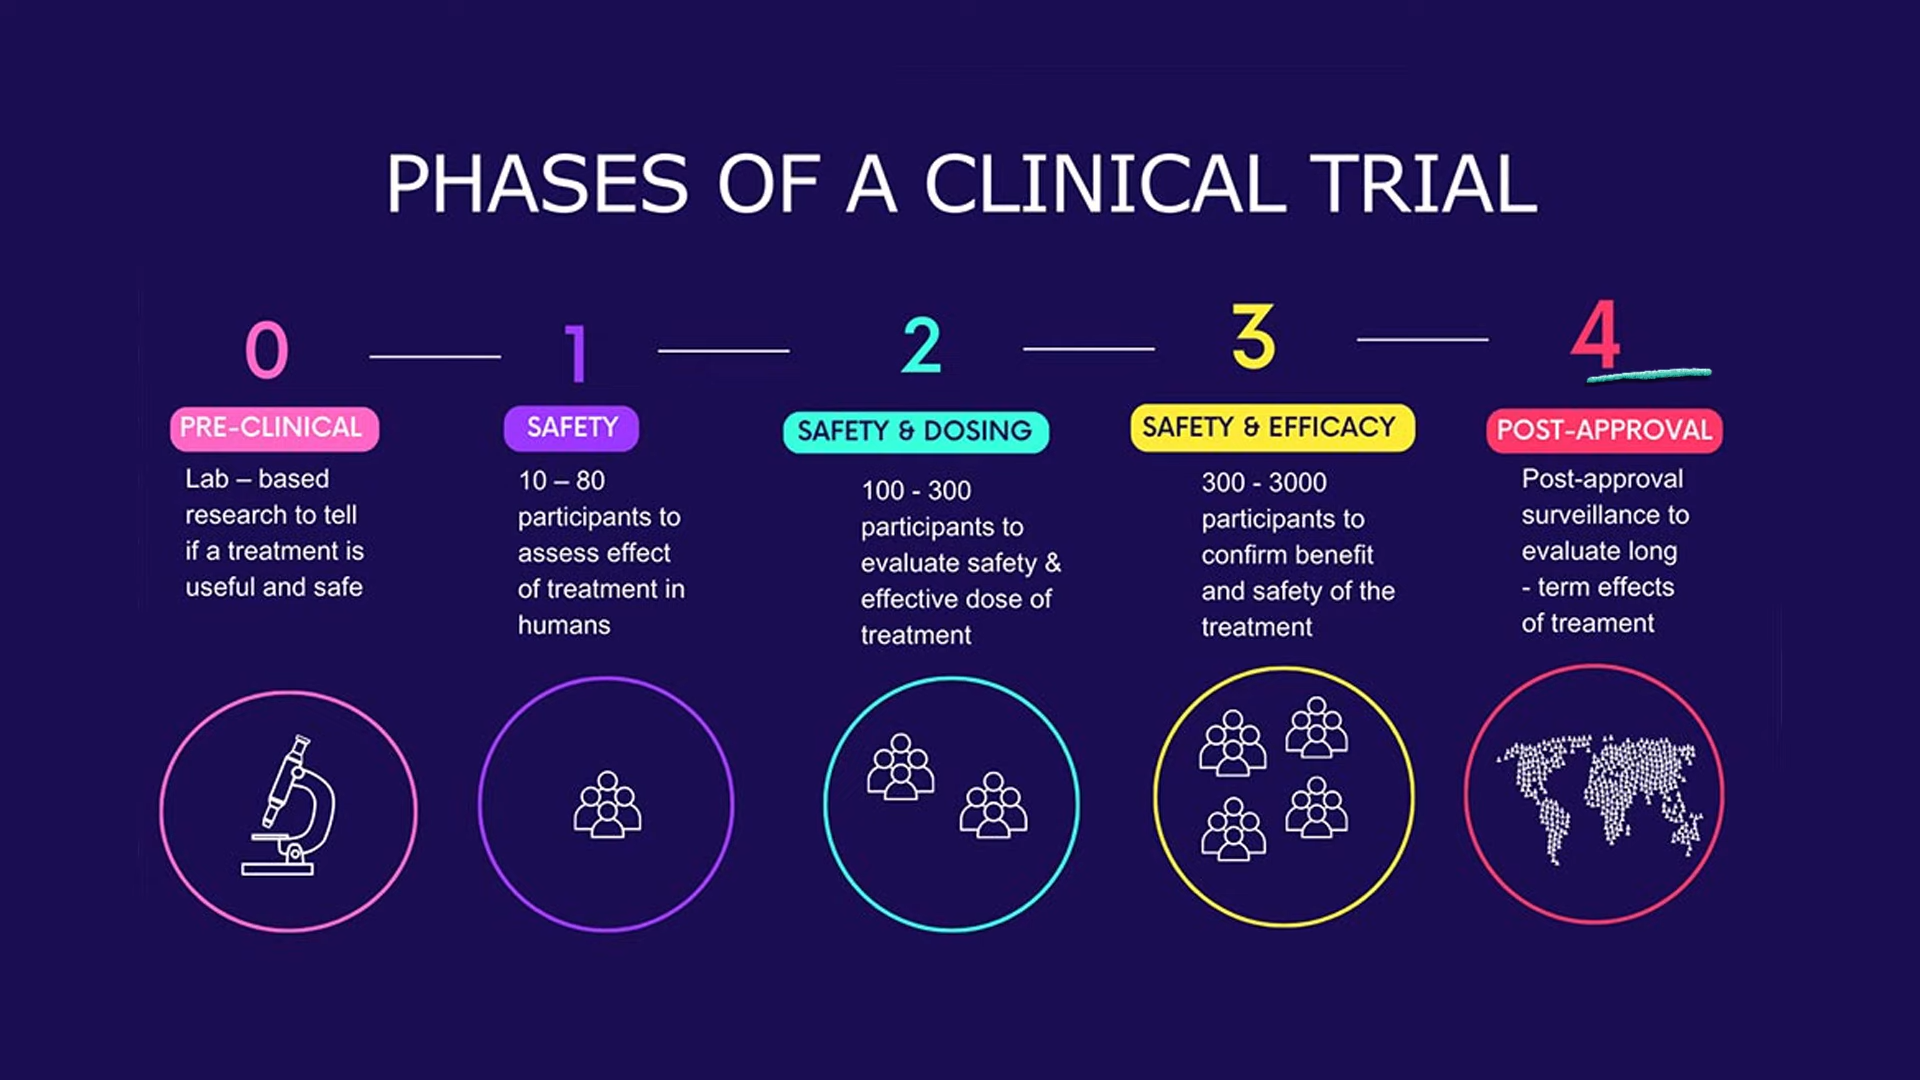 PHASES OF A CLINICAL TRIAL
0
PRE-CLINICAL
Lab – based
research to tell
if a treatment is
useful and safe
1
SAFETY
10 – 80
participants to
assess effect
of treatment in
humans
2
SAFETY & DOSING
100 - 300
participants to
evaluate safety &
effective dose of
treatment
3
SAFETY & EFFICACY
300 - 3000
participants to
confirm benefit
and safety of the
treatment
4
POST-APPROVAL
Post-approval
surveillance to
evaluate long
- term effects
of treament